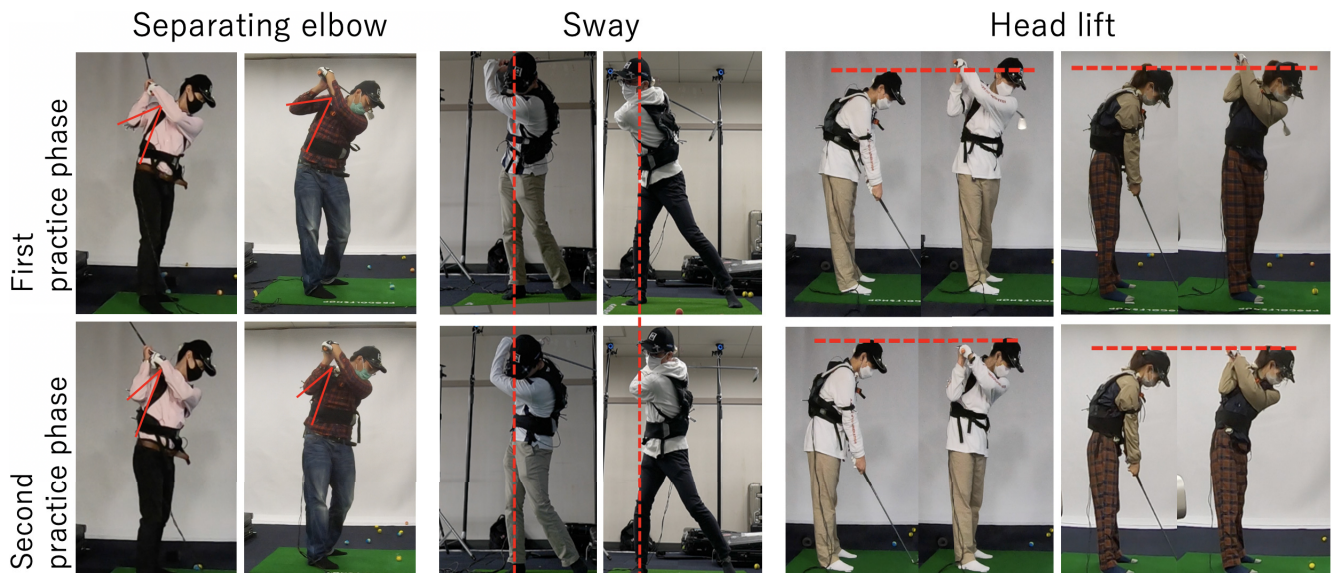 Separating elbow
Sway
Head lift
First
practice phase
Second
practice phase